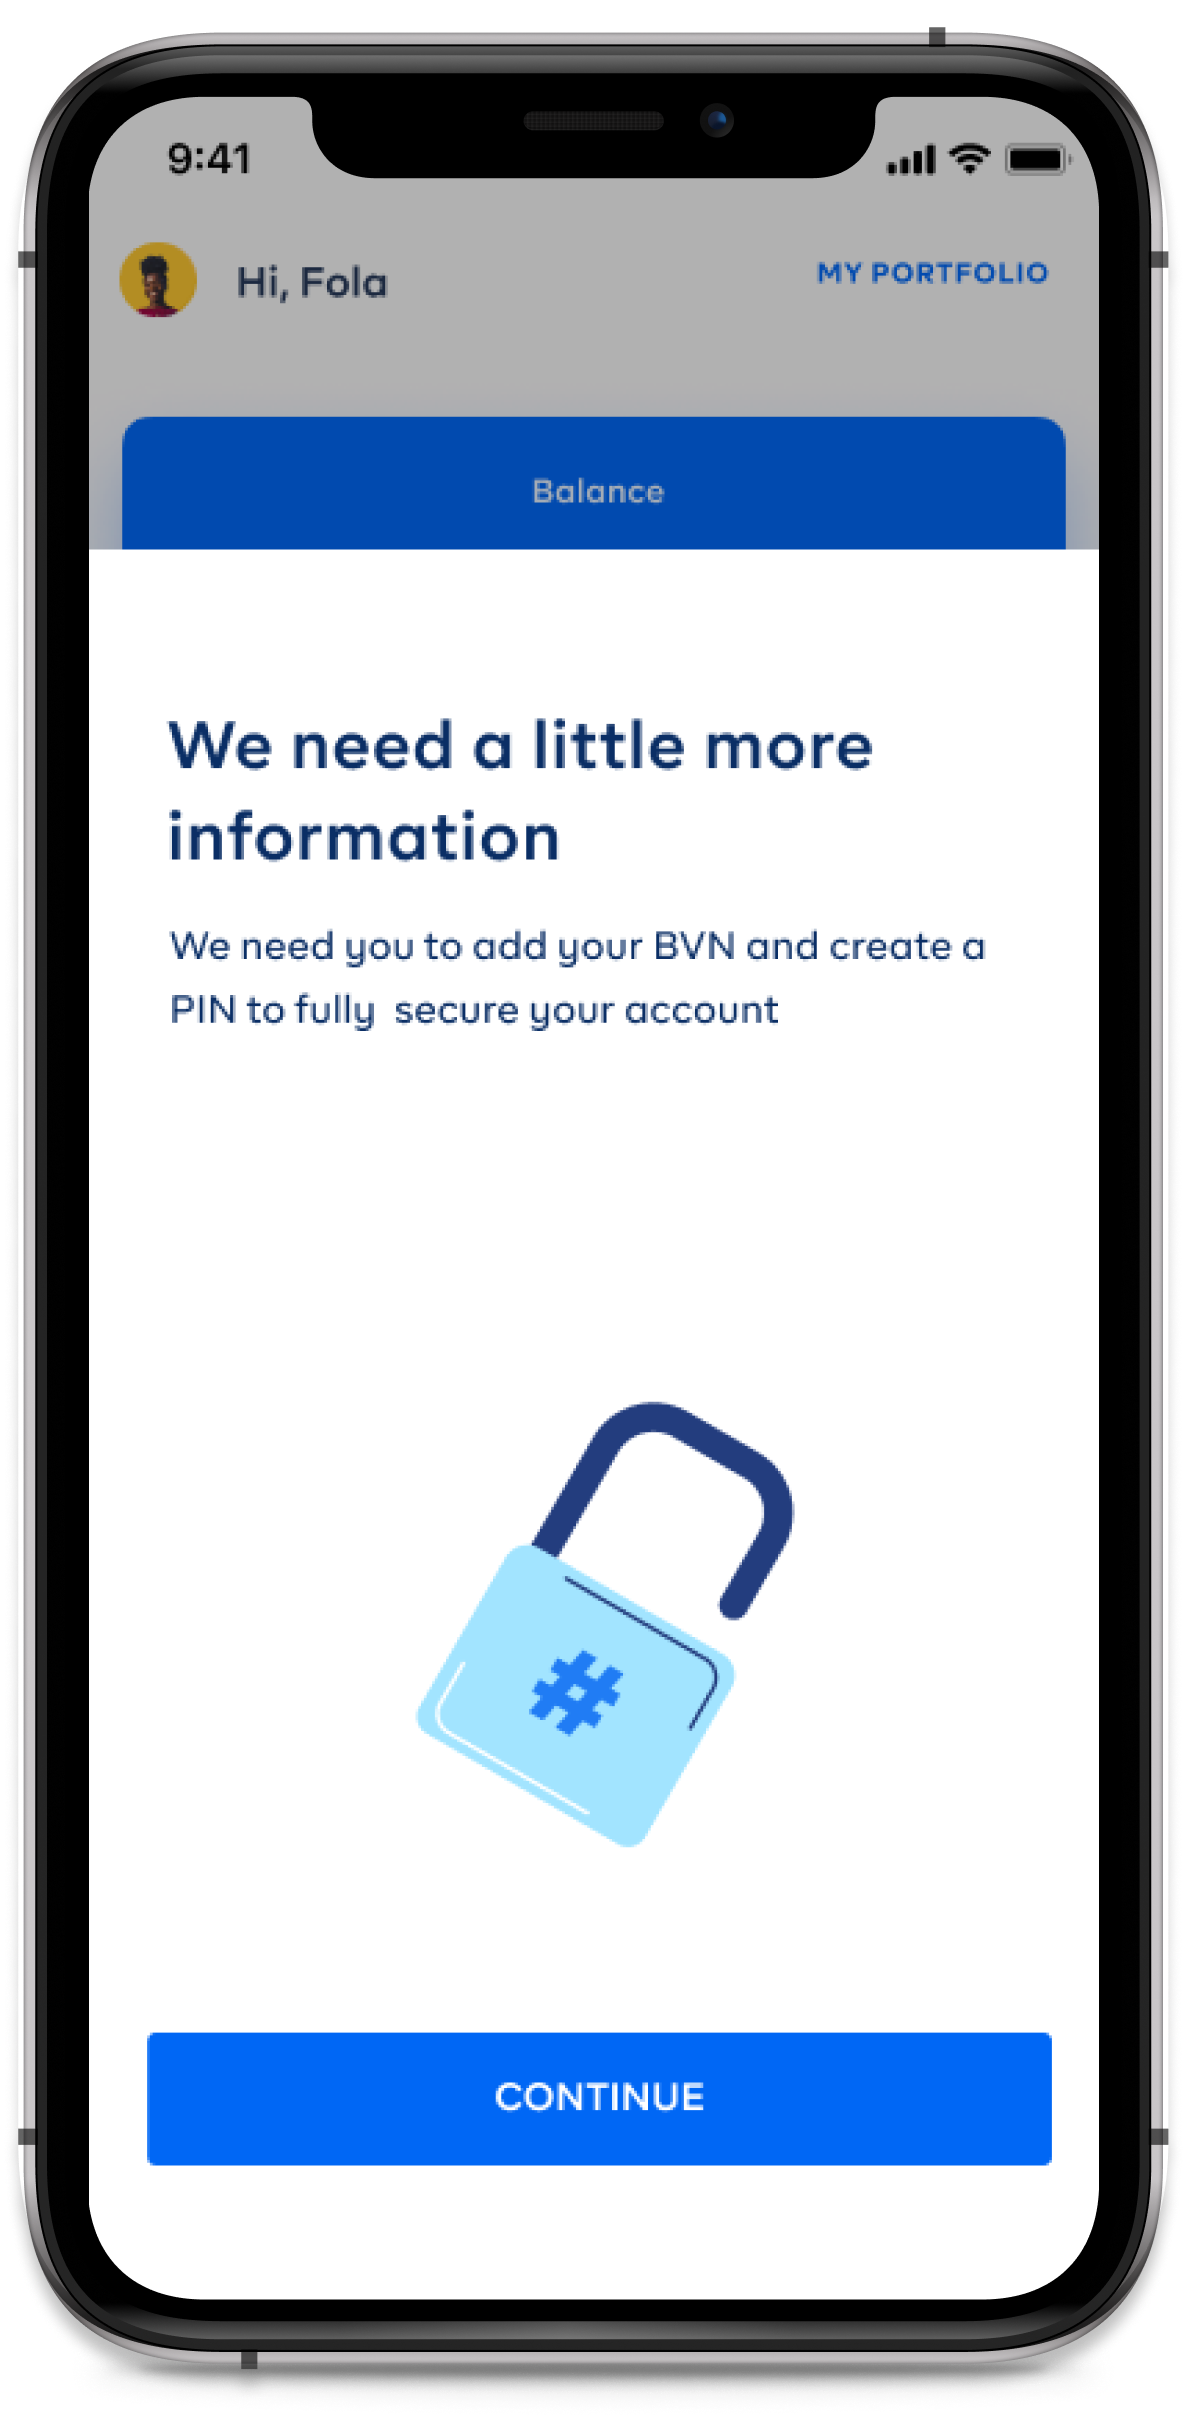 9:41
Hi, Fola
MY PORTFOLIO
Balance
We need a little more
information
We need you to add your BVN and create a
PIN to fully  secure your account
#
CONTINUE